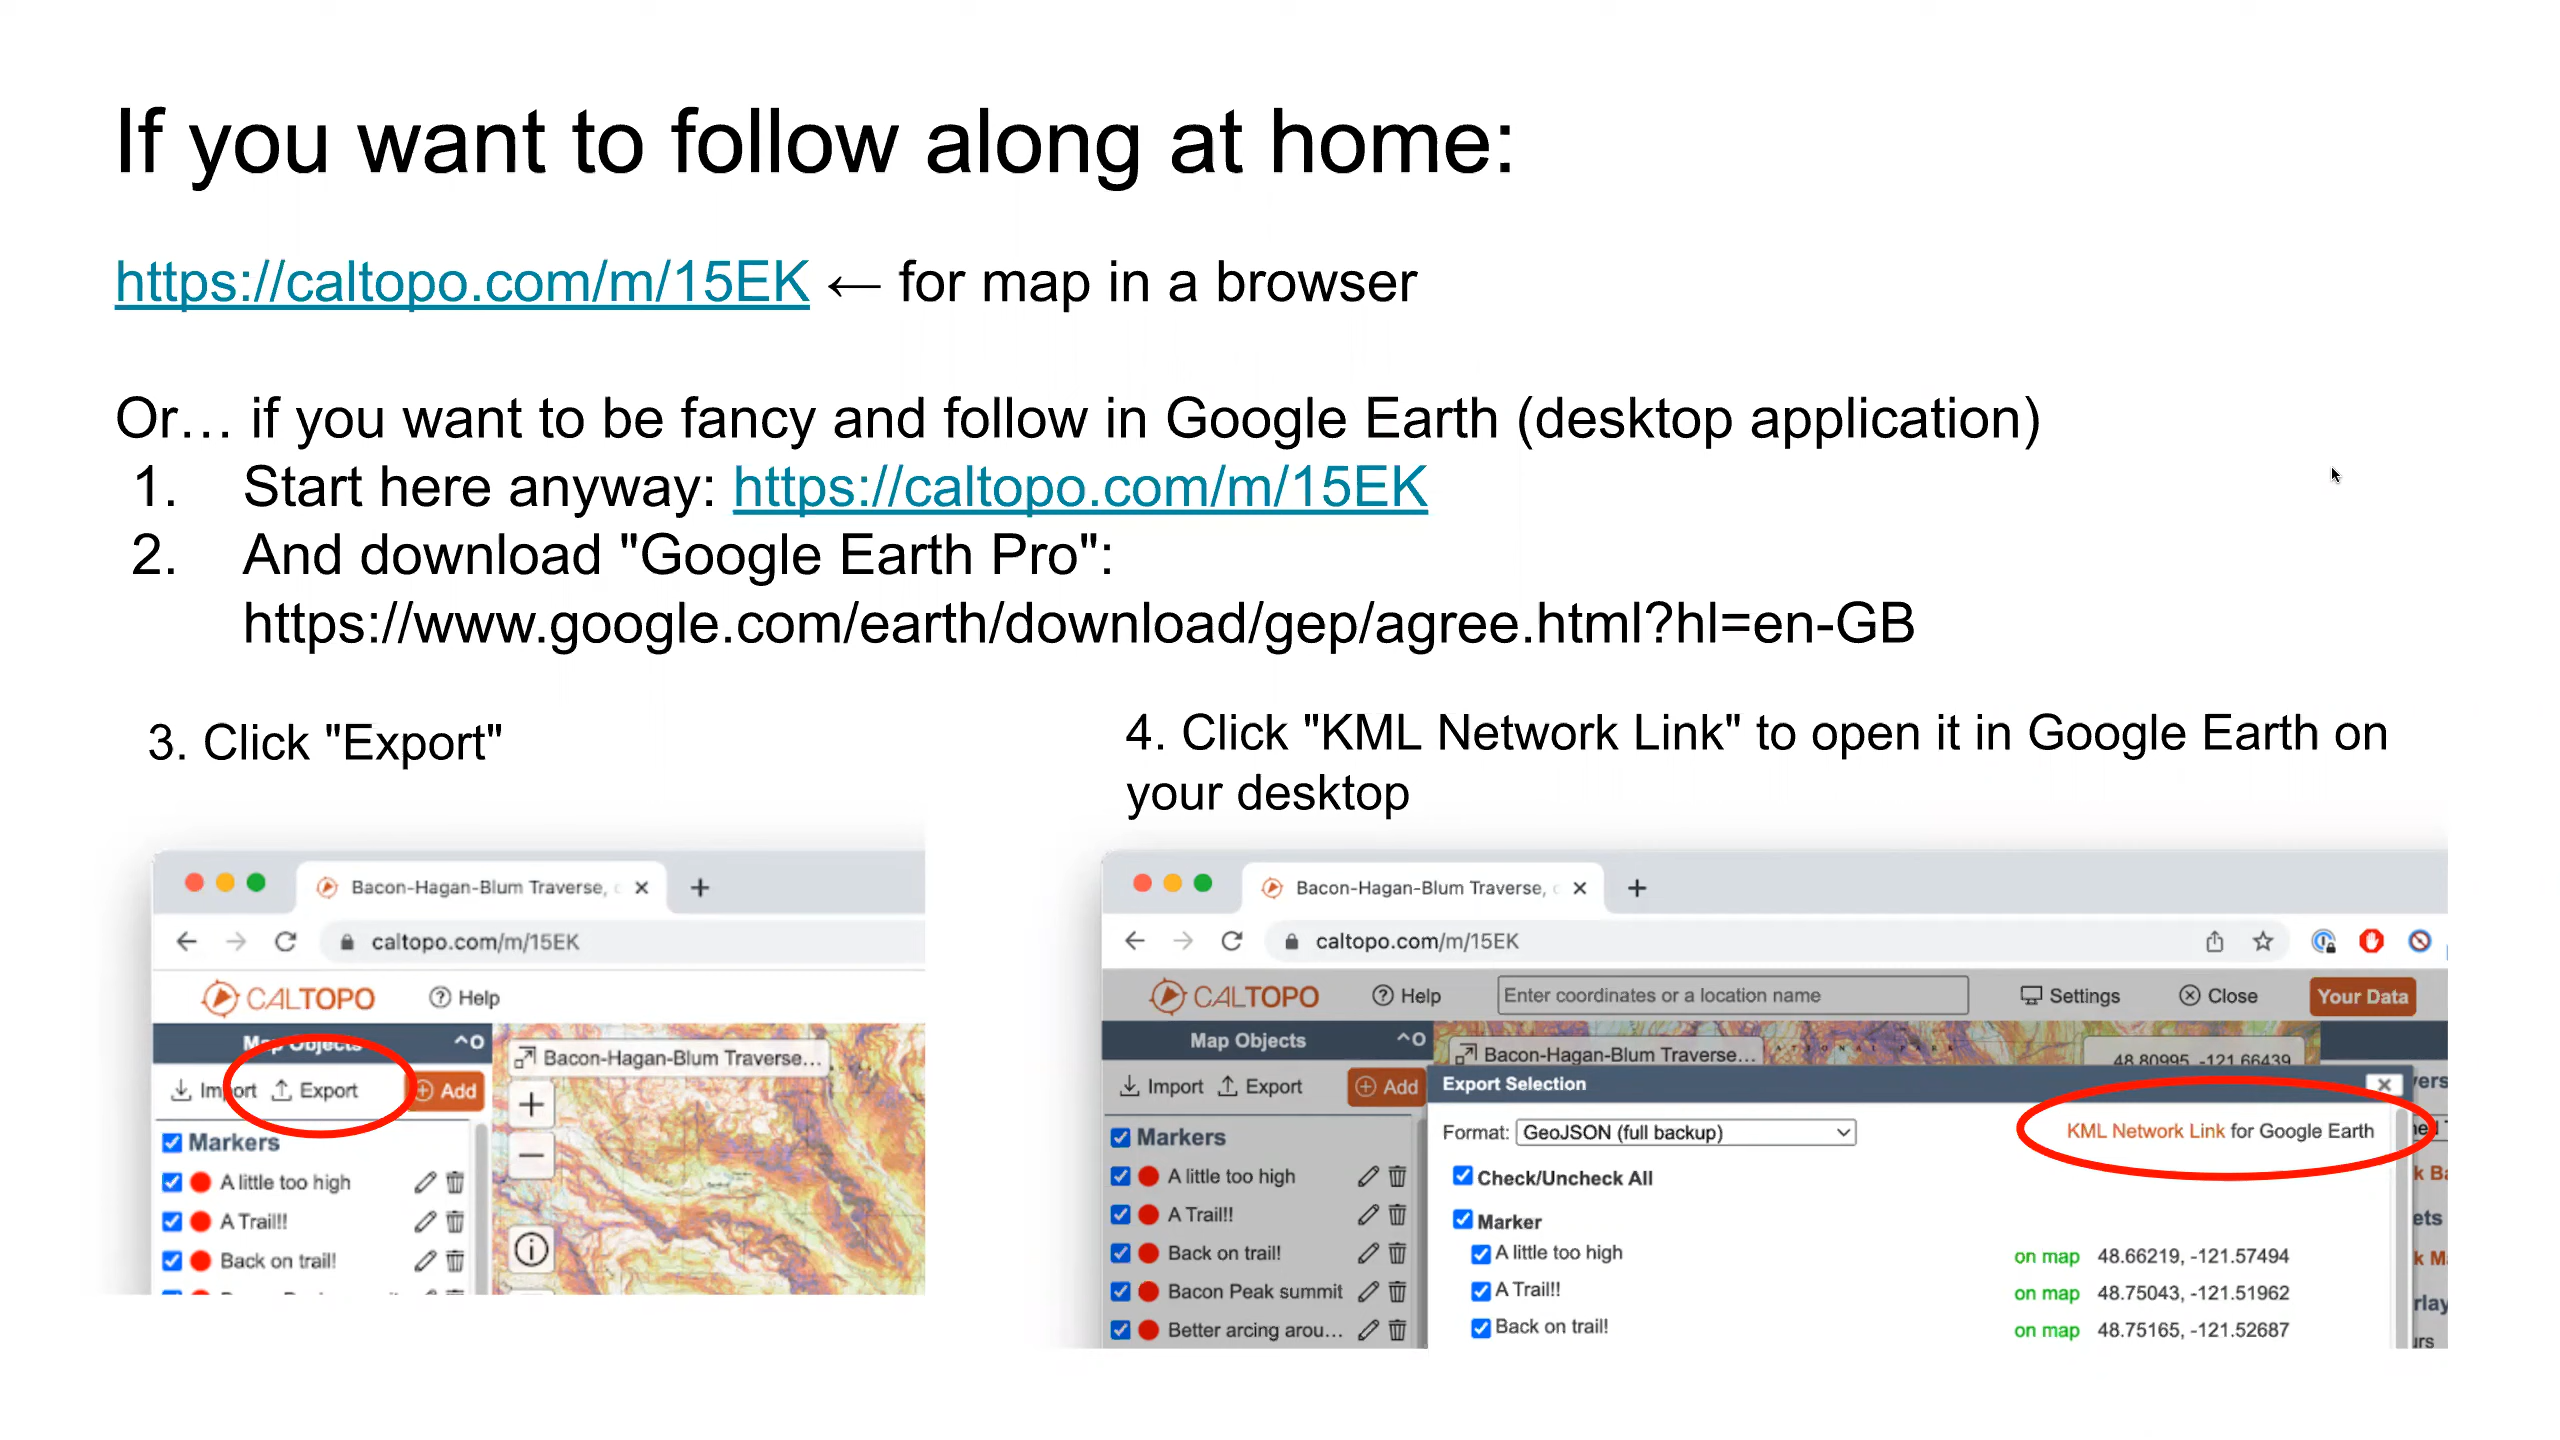 If you want to follow along at home:
https://caltopo.com/m/15EK ← for map in a browser
Or… if you want to be fancy and follow in Google Earth (desktop application)
1. Start here anyway: https://caltopo.com/m/15EK
2. And download "Google Earth Pro":
https://www.google.com/earth/download/gep/agree.html?hl=en-GB
3. Click "Export"
4. Click "KML Network Link" to open it in Google Earth on
your desktop
Bacon-Hagan-Blum Traverse,
caltopo.com/m/15EK
CALTOPO
Help
Map Objects
Import Export Add
Bacon-Hagan-Blum Traverse...
Markers
A little too high
A Trail!!
Back on trail!
Bacon-Hagan-Blum Traverse,
caltopo.com/m/15EK
CALTOPO Help Enter coordinates or a location name Settings Close Your Data
Map Objects
Bacon-Hagan-Blum Traverse...
48.80995, -121.66439
Import Export Add
Markers
A little too high
A Trail!!
Back on trail!
Bacon Peak summit
Better arcing arou...
Export Selection
Format: GeoJSON (full backup)
KML Network Link for Google Earth
Check/Uncheck All
Marker
A little too high on map 48.66219, -121.57494
A Trail!! on map 48.75043, -121.51962
Back on trail! on map 48.75165, -121.52687